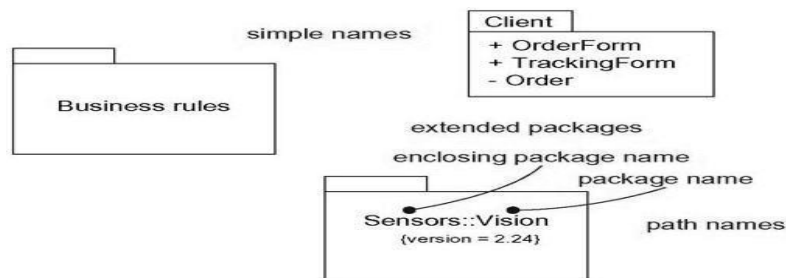 simple names
Client
+ OrderForm
+ TrackingForm
- Order
Business rules
extended packages
enclosing package name
package name
Sensors::Vision
{version = 2.24}
path names